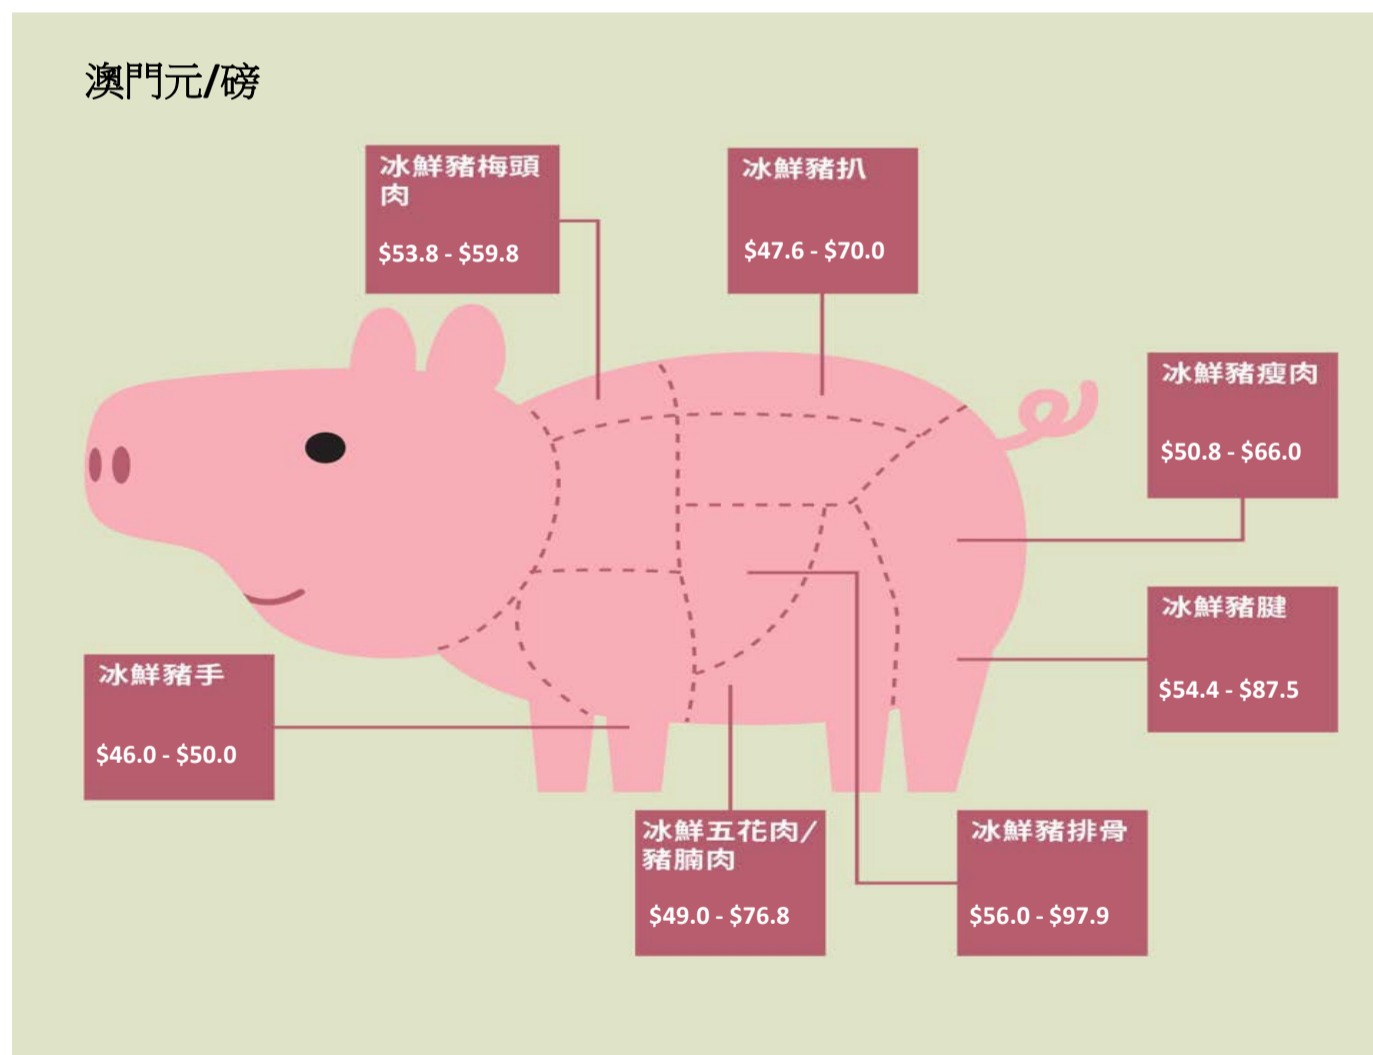 澳門元/磅
冰鮮豬梅頭
肉
$53.8 - $59.8
冰鮮豬扒
$47.6 - $70.0
冰鮮豬瘦肉
$50.8 - $66.0
冰鮮豬腱
$54.4 - $87.5
冰鮮豬手
$46.0 - $50.0
冰鮮五花肉/
豬腩肉
$49.0 - $76.8
冰鮮豬排骨
$56.0 - $97.9